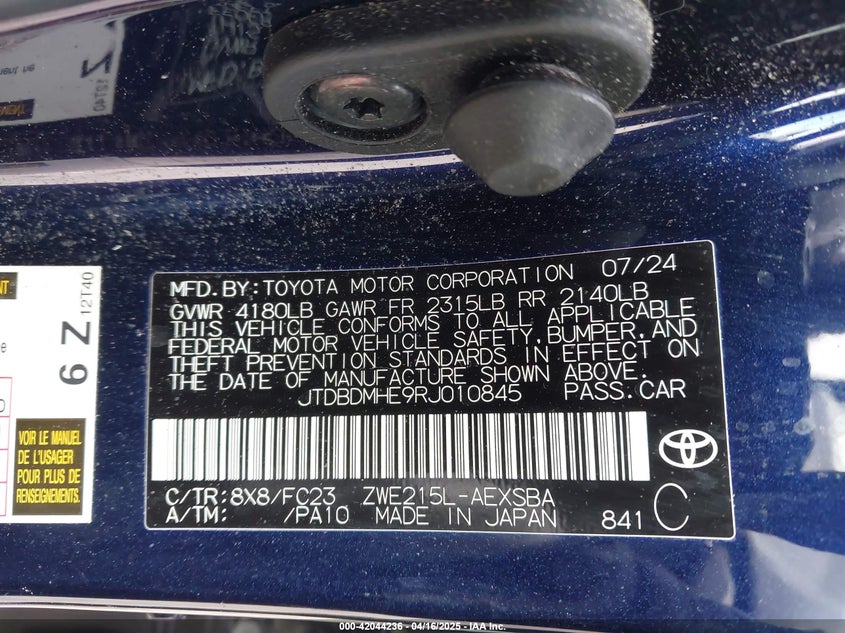 MFD.BY:TOYOTA MOTOR CORPORATION 07/24
GVWR 4180LB GAWR FR 2315LB RR 2140LB
THIS VEHICLE CONFORMS TO ALL APPLICABLE
FEDERAL MOTOR VEHICLE SAFETY,BUMPER,AND
THEFT PREVENTION STANDARDS IN EFFECT ON
THE DATE OF MANUFACTURE SHOWN ABOVE.
JTDBDMHE9RJ010845 PASS.CAR
C/TR:8X8/FC23 ZWE215L-AEXSBA
A/TM: /PA10 MADE IN JAPAN 841 C
6 Z
12T40
VOIR LE MANUEL
DE L'USAGER
POUR PLUS DE
RENSEIGNEMENTS.
000-42044236 - 04/16/2025 - IAA Inc.